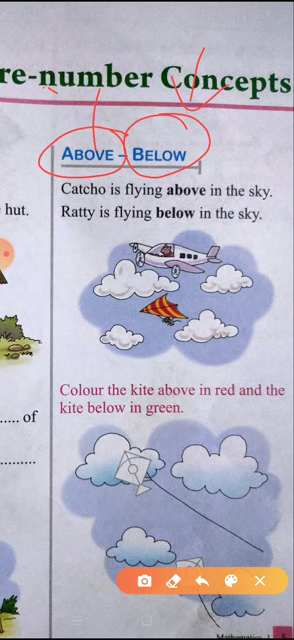 re-number Concepts
ABOVE – BELOW
Catcho is flying above in the sky.
hut.
Ratty is flying below in the sky.
Colour the kite above in red and the
kite below in green.
..... of
..........
Mathematics